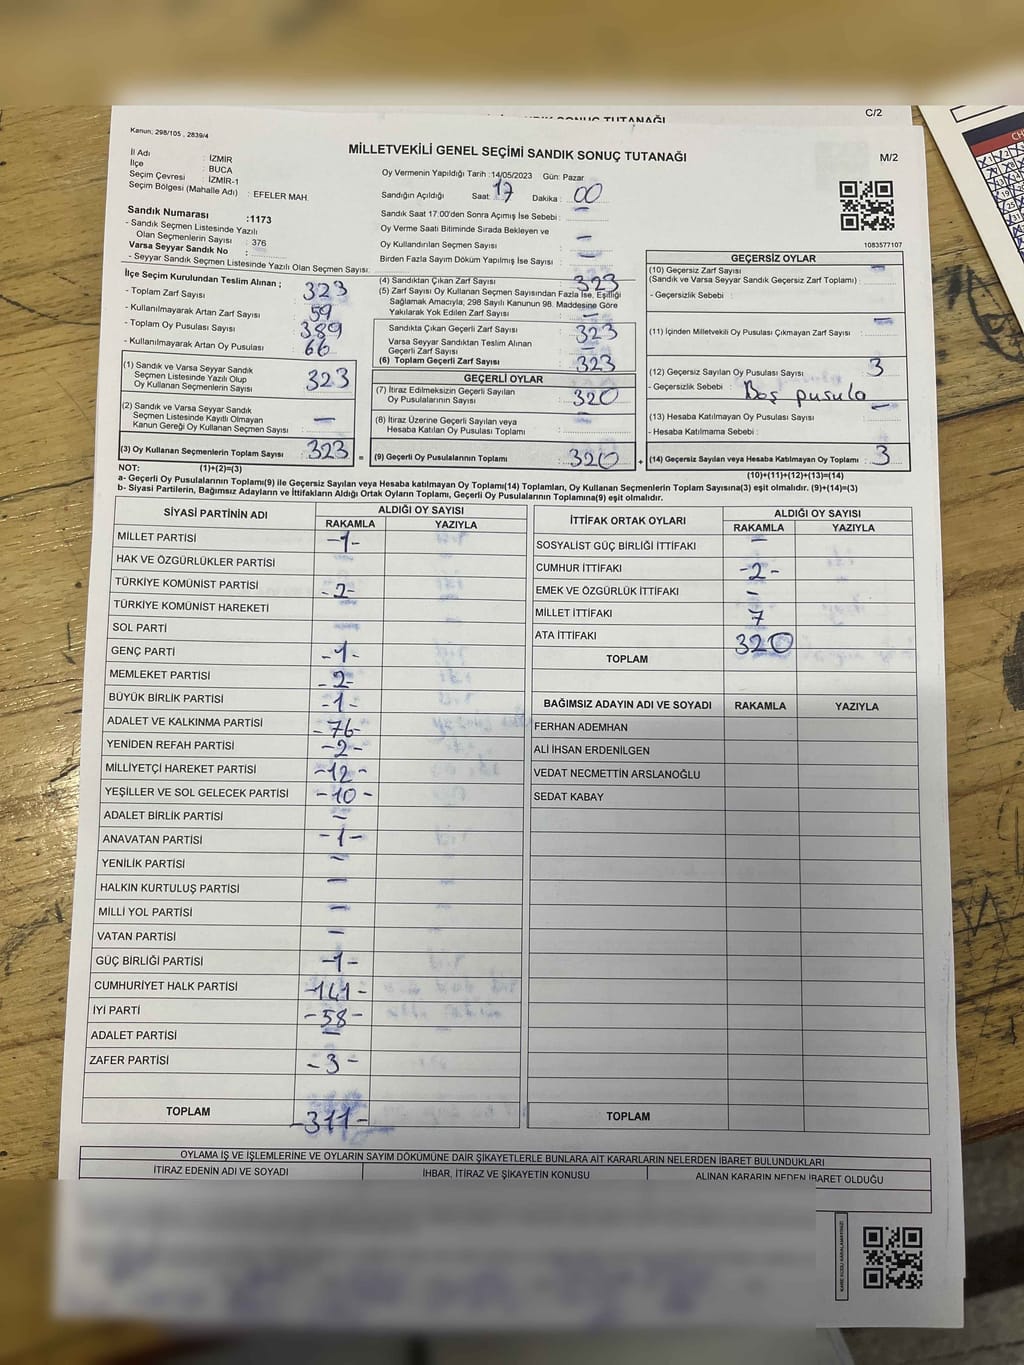 SANDIK SONUÇ TUTANAĞI
C/2
Kanun: 298/105 , 2839/4
MİLLETVEKİLİ GENEL SEÇİMİ SANDIK SONUÇ TUTANAĞI
M/2
İl Adı : İZMİR
İlçe : BUCA
Seçim Çevresi : İZMİR-1
Seçim Bölgesi (Mahalle Adı) : EFELER MAH.
Sandık Numarası :1173
- Sandık Seçmen Listesinde Yazılı
Olan Seçmenlerin Sayısı : 376
Varsa Seyyar Sandık No :
- Seyyar Sandık Seçmen Listesinde Yazılı Olan Seçmen Sayısı:
Oy Vermenin Yapıldığı Tarih :14/05/2023 Gün: Pazar
Sandığın Açıldığı Saat: 17 Dakika : 00
Sandık Saat 17.00'den Sonra Açımış İse Sebebi :
Oy Verme Saati Bitiminde Sırada Bekleyen ve
Oy Kullandırılan Seçmen Sayısı -
Birden Fazla Sayım Döküm Yapılmış İse Sayısı : -
1083577107
İlçe Seçim Kurulundan Teslim Alınan ;
- Toplam Zarf Sayısı : 323
- Kullanılmayarak Artan Zarf Sayısı : 59
- Toplam Oy Pusulası Sayısı : 389
- Kullanılmayarak Artan Oy Pusulası : 66
(1) Sandık ve Varsa Seyyar Sandık
Seçmen Listesinde Yazılı Olup
Oy Kullanan Seçmenlerin Sayısı : 323
(2) Sandık ve Varsa Seyyar Sandık
Seçmen Listesinde Kayıtlı Olmayan
Kanun Gereği Oy Kullanan Seçmen Sayısı : -
(3) Oy Kullanan Seçmenlerin Toplam Sayısı : 323 =
(4) Sandıktan Çıkan Zarf Sayısı : 323
(5) Zarf Sayısı Oy Kullanan Seçmen Sayısından Fazla İse, Eşitliği
Sağlamak Amacıyla; 298 Sayılı Kanunun 98. Maddesine Göre
Yakılarak Yok Edilen Zarf Sayısı : -
Sandıkta Çıkan Geçerli Zarf Sayısı : 323
Varsa Seyyar Sandıktan Teslim Alınan
Geçerli Zarf Sayısı : -
(6) Toplam Geçerli Zarf Sayısı : 323
GEÇERLİ OYLAR
(7) İtiraz Edilmeksizin Geçerli Sayılan
Oy Pusulalarının Sayısı : 320
(8) İtiraz Üzerine Geçerli Sayılan veya
Hesaba Katılan Oy Pusulası Toplamı : -
(9) Geçerli Oy Pusulalarının Toplamı : 320 +
GEÇERSİZ OYLAR
(10) Geçersiz Zarf Sayısı -
(Sandık ve Varsa Seyyar Sandık Geçersiz Zarf Toplamı) :
- Geçersizlik Sebebi :
(11) İçinden Milletvekili Oy Pusulası Çıkmayan Zarf Sayısı : -
(12) Geçersiz Sayılan Oy Pusulası Sayısı : 3
- Geçersizlik Sebebi : Boş pusula
(13) Hesaba Katılmayan Oy Pusulası Sayısı : -
- Hesaba Katılmama Sebebi :
(14) Geçersiz Sayılan veya Hesaba Katılmayan Oy Toplamı : 3
NOT: (1)+(2)=(3) (10)+(11)+(12)+(13)=(14)
a- Geçerli Oy Pusulalarının Toplamı(9) ile Geçersiz Sayılan veya Hesaba katılmayan Oy Toplamı(14) Toplamları, Oy Kullanan Seçmenlerin Toplam Sayısına(3) eşit olmalıdır. (9)+(14)=(3)
b- Siyasi Partilerin, Bağımsız Adayların ve İttifakların Aldığı Ortak Oyların Toplamı, Geçerli Oy Pusulalarının Toplamına(9) eşit olmalıdır.
SİYASİ PARTİNİN ADI ALDIĞI OY SAYISI
RAKAMLA YAZIYLA
MİLLET PARTİSİ -1-
HAK VE ÖZGÜRLÜKLER PARTİSİ -
TÜRKİYE KOMÜNİST PARTİSİ -2-
TÜRKİYE KOMÜNİST HAREKETİ -
SOL PARTİ -
GENÇ PARTİ -1-
MEMLEKET PARTİSİ -2-
BÜYÜK BİRLİK PARTİSİ -1-
ADALET VE KALKINMA PARTİSİ -76-
YENİDEN REFAH PARTİSİ -2-
MİLLİYETÇİ HAREKET PARTİSİ -12-
YEŞİLLER VE SOL GELECEK PARTİSİ -10-
ADALET BİRLİK PARTİSİ -
ANAVATAN PARTİSİ -1-
YENİLİK PARTİSİ -
HALKIN KURTULUŞ PARTİSİ -
MİLLİ YOL PARTİSİ -
VATAN PARTİSİ -
GÜÇ BİRLİĞİ PARTİSİ -1-
CUMHURİYET HALK PARTİSİ -141-
İYİ PARTİ -58-
ADALET PARTİSİ -
ZAFER PARTİSİ -3-
TOPLAM -311-
İTTİFAK ORTAK OYLARI ALDIĞI OY SAYISI
RAKAMLA YAZIYLA
SOSYALİST GÜÇ BİRLİĞİ İTTİFAKI -
CUMHUR İTTİFAKI -2-
EMEK VE ÖZGÜRLÜK İTTİFAKI -
MİLLET İTTİFAKI 7
ATA İTTİFAKI 320
TOPLAM
BAĞIMSIZ ADAYIN ADI VE SOYADI RAKAMLA YAZIYLA
FERHAN ADEMHAN
ALİ İHSAN ERDENİLGEN
VEDAT NECMETTİN ARSLANOĞLU
SEDAT KABAY
TOPLAM
OYLAMA İŞ VE İŞLEMLERİNE VE OYLARIN SAYIM DÖKÜMÜNE DAİR ŞİKAYETLERLE BUNLARA AİT KARARLARIN NELERDEN İBARET BULUNDUKLARI
İTİRAZ EDENİN ADI VE SOYADI İHBAR, İTİRAZ VE ŞİKAYETİN KONUSU ALINAN KARARIN NEDEN İBARET OLDUĞU
KARE KODU KARALAMAYINIZ!